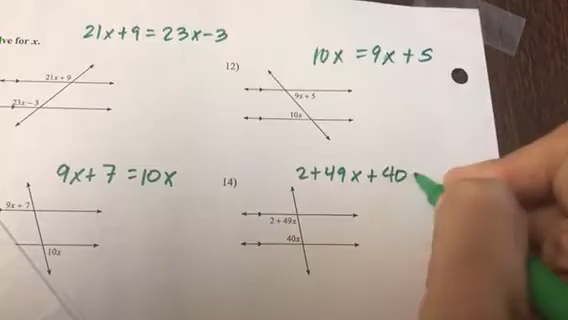 21x+9 = 23x-3
lve for x.
21x+9
23x-3
12)
10x = 9x+5
9x+5
10x
9x+7 = 10x
9x+7
10x
14)
2+49x+40
2+49x
40x